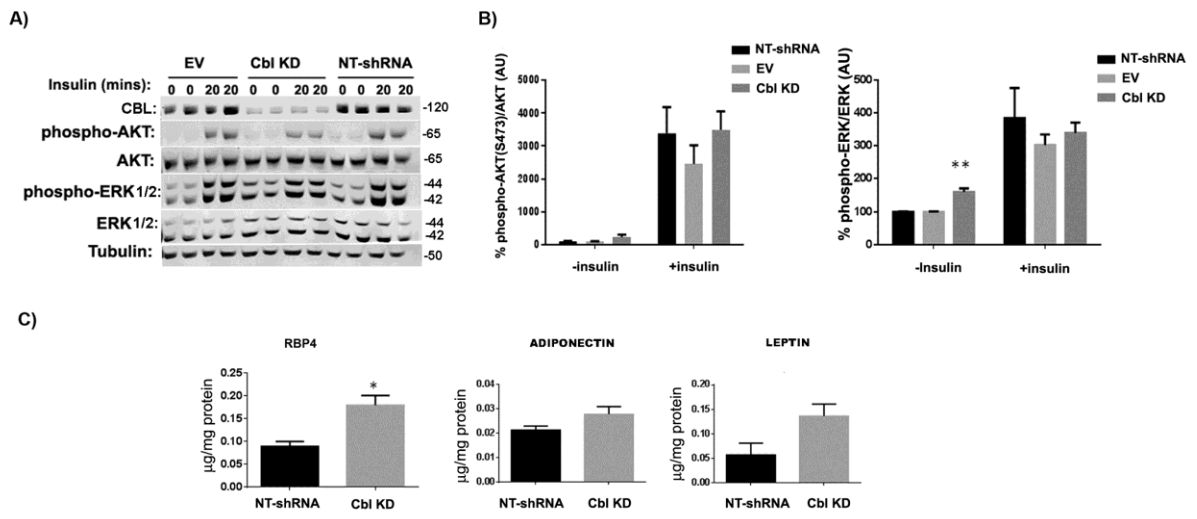 A)
EV Cbl KD NT-shRNA
Insulin (mins): 0 0 20 20 0 0 20 20 0 0 20 20
CBL: -120
phospho-AKT: -65
AKT: -65
phospho-ERK1/2: -44
-42
ERK1/2: -44
-42
Tubulin: -50
B)
NT-shRNA
EV
Cbl KD
% phospho-AKT(S473)/AKT (AU)
5000
4000
3000
2000
1000
0
-insulin +insulin
NT-shRNA
EV
Cbl KD
% phospho-ERK/ERK (AU)
500
400
300
200
100
0
**
-Insulin +insulin
C)
RBP4
µg/mg protein
0.25
0.20
0.15
0.10
0.05
0.00
*
NT-shRNA Cbl KD
ADIPONECTIN
µg/mg protein
0.04
0.03
0.02
0.01
0.00
NT-shRNA Cbl KD
LEPTIN
µg/mg protein
0.20
0.15
0.10
0.05
0.00
NT-shRNA Cbl KD